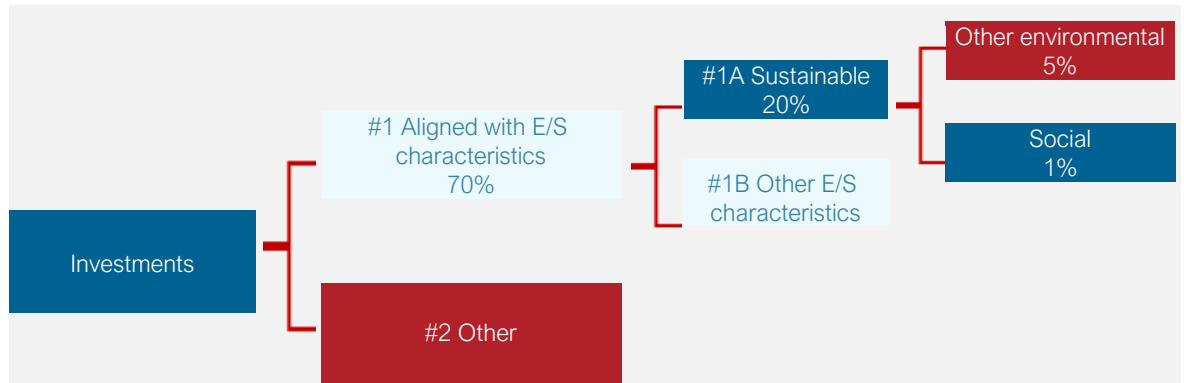 Investments
#1 Aligned with E/S
characteristics
70%
#2 Other
#1A Sustainable
20%
#1B Other E/S
characteristics
Other environmental
5%
Social
1%